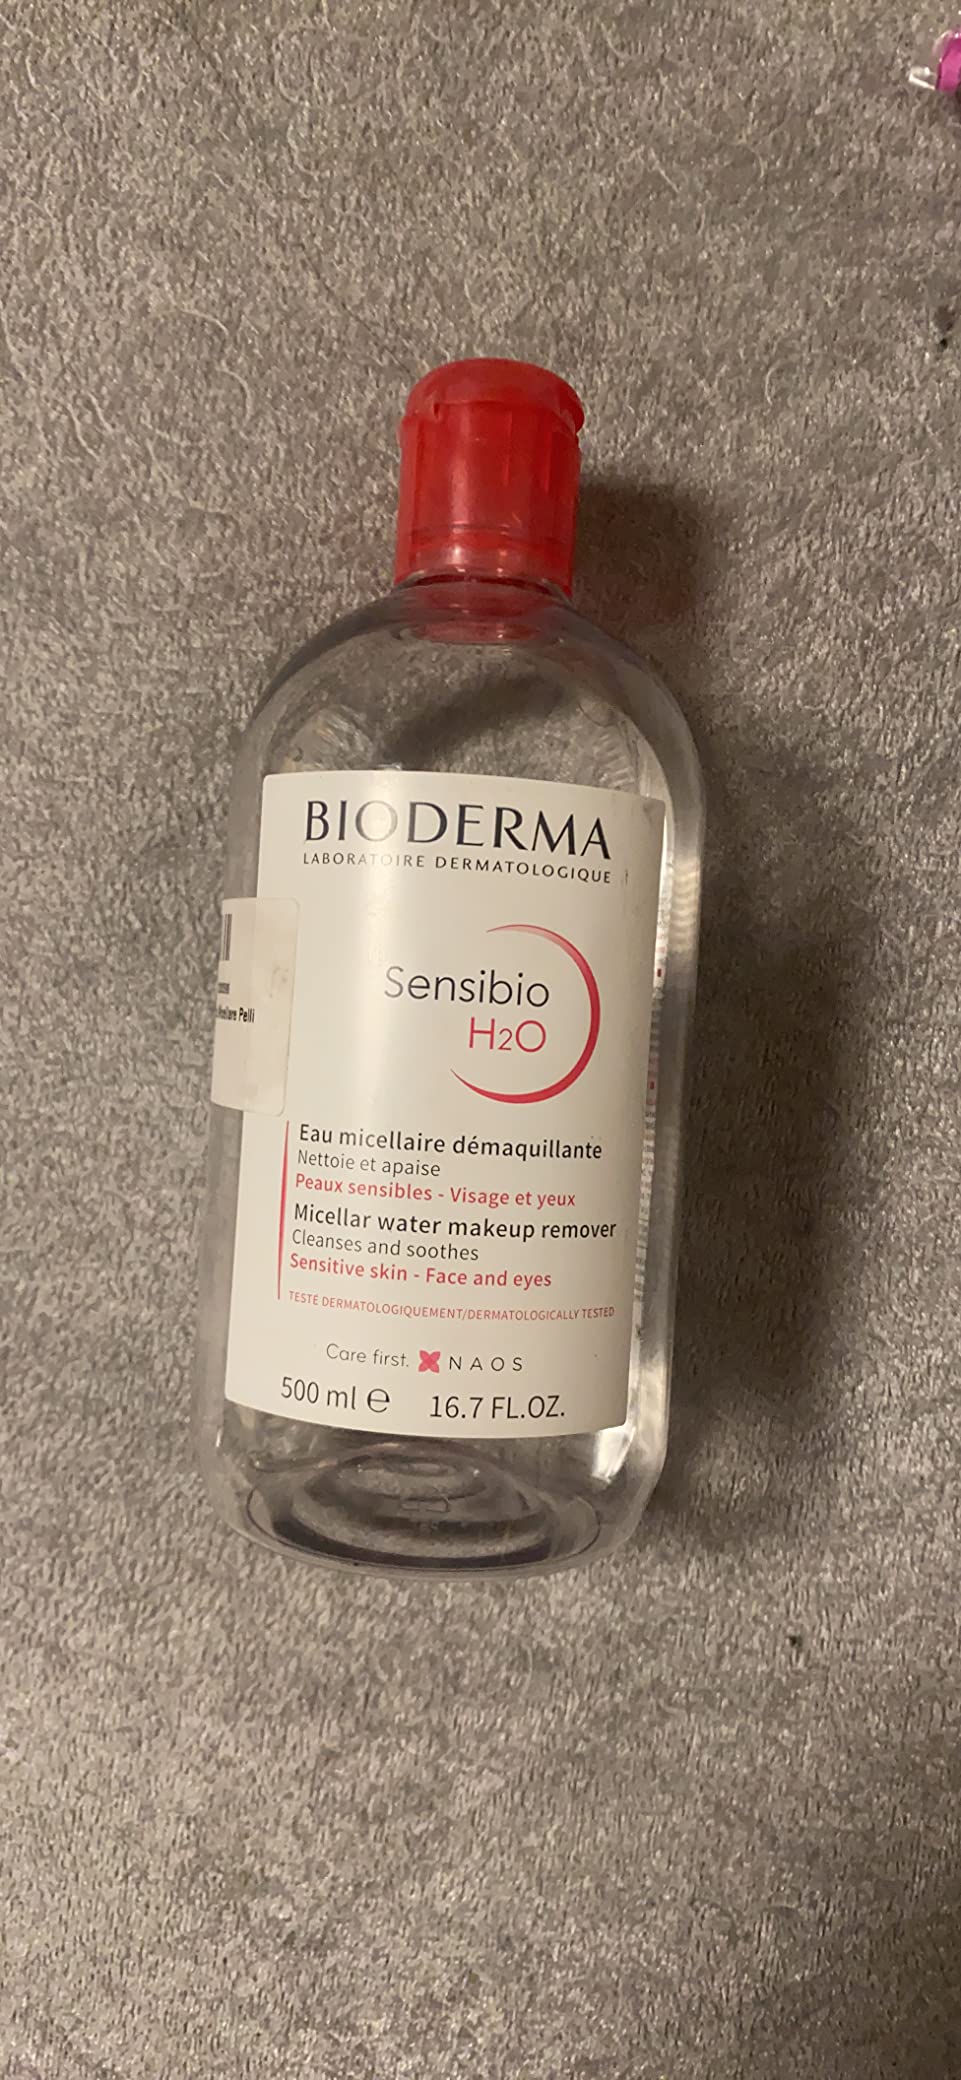 BIODERMA
LABORATOIRE DERMATOLOGIQUE
Sensibio
H2O
Pelli
Eau micellaire démaquillante
Nettoie et apaise
Peaux sensibles - Visage et yeux
Micellar water makeup remover
Cleanses and soothes
Sensitive skin - Face and eyes
TESTÉ DERMATOLOGIQUEMENT/DERMATOLOGICALLY TESTED
Care first. NAOS
500 ml ℮ 16.7 FL.OZ.